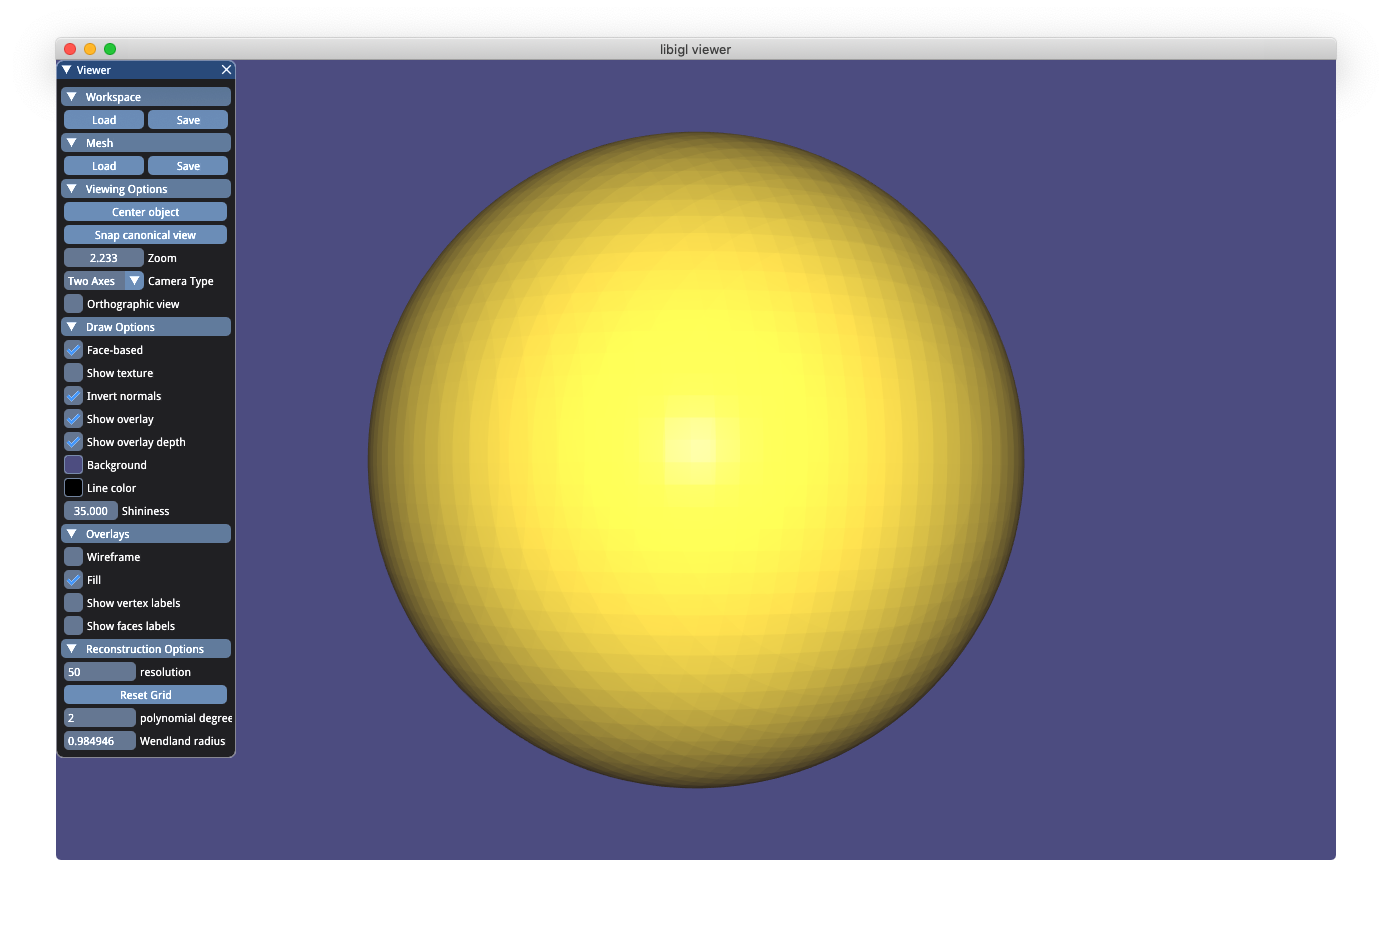 libigl viewer
Viewer
Workspace
Load Save
Mesh
Load Save
Viewing Options
Center object
Snap canonical view
2.233 Zoom
Two Axes Camera Type
Orthographic view
Draw Options
Face-based
Show texture
Invert normals
Show overlay
Show overlay depth
Background
Line color
35.000 Shininess
Overlays
Wireframe
Fill
Show vertex labels
Show faces labels
Reconstruction Options
50 resolution
Reset Grid
2 polynomial degree
0.984946 Wendland radius